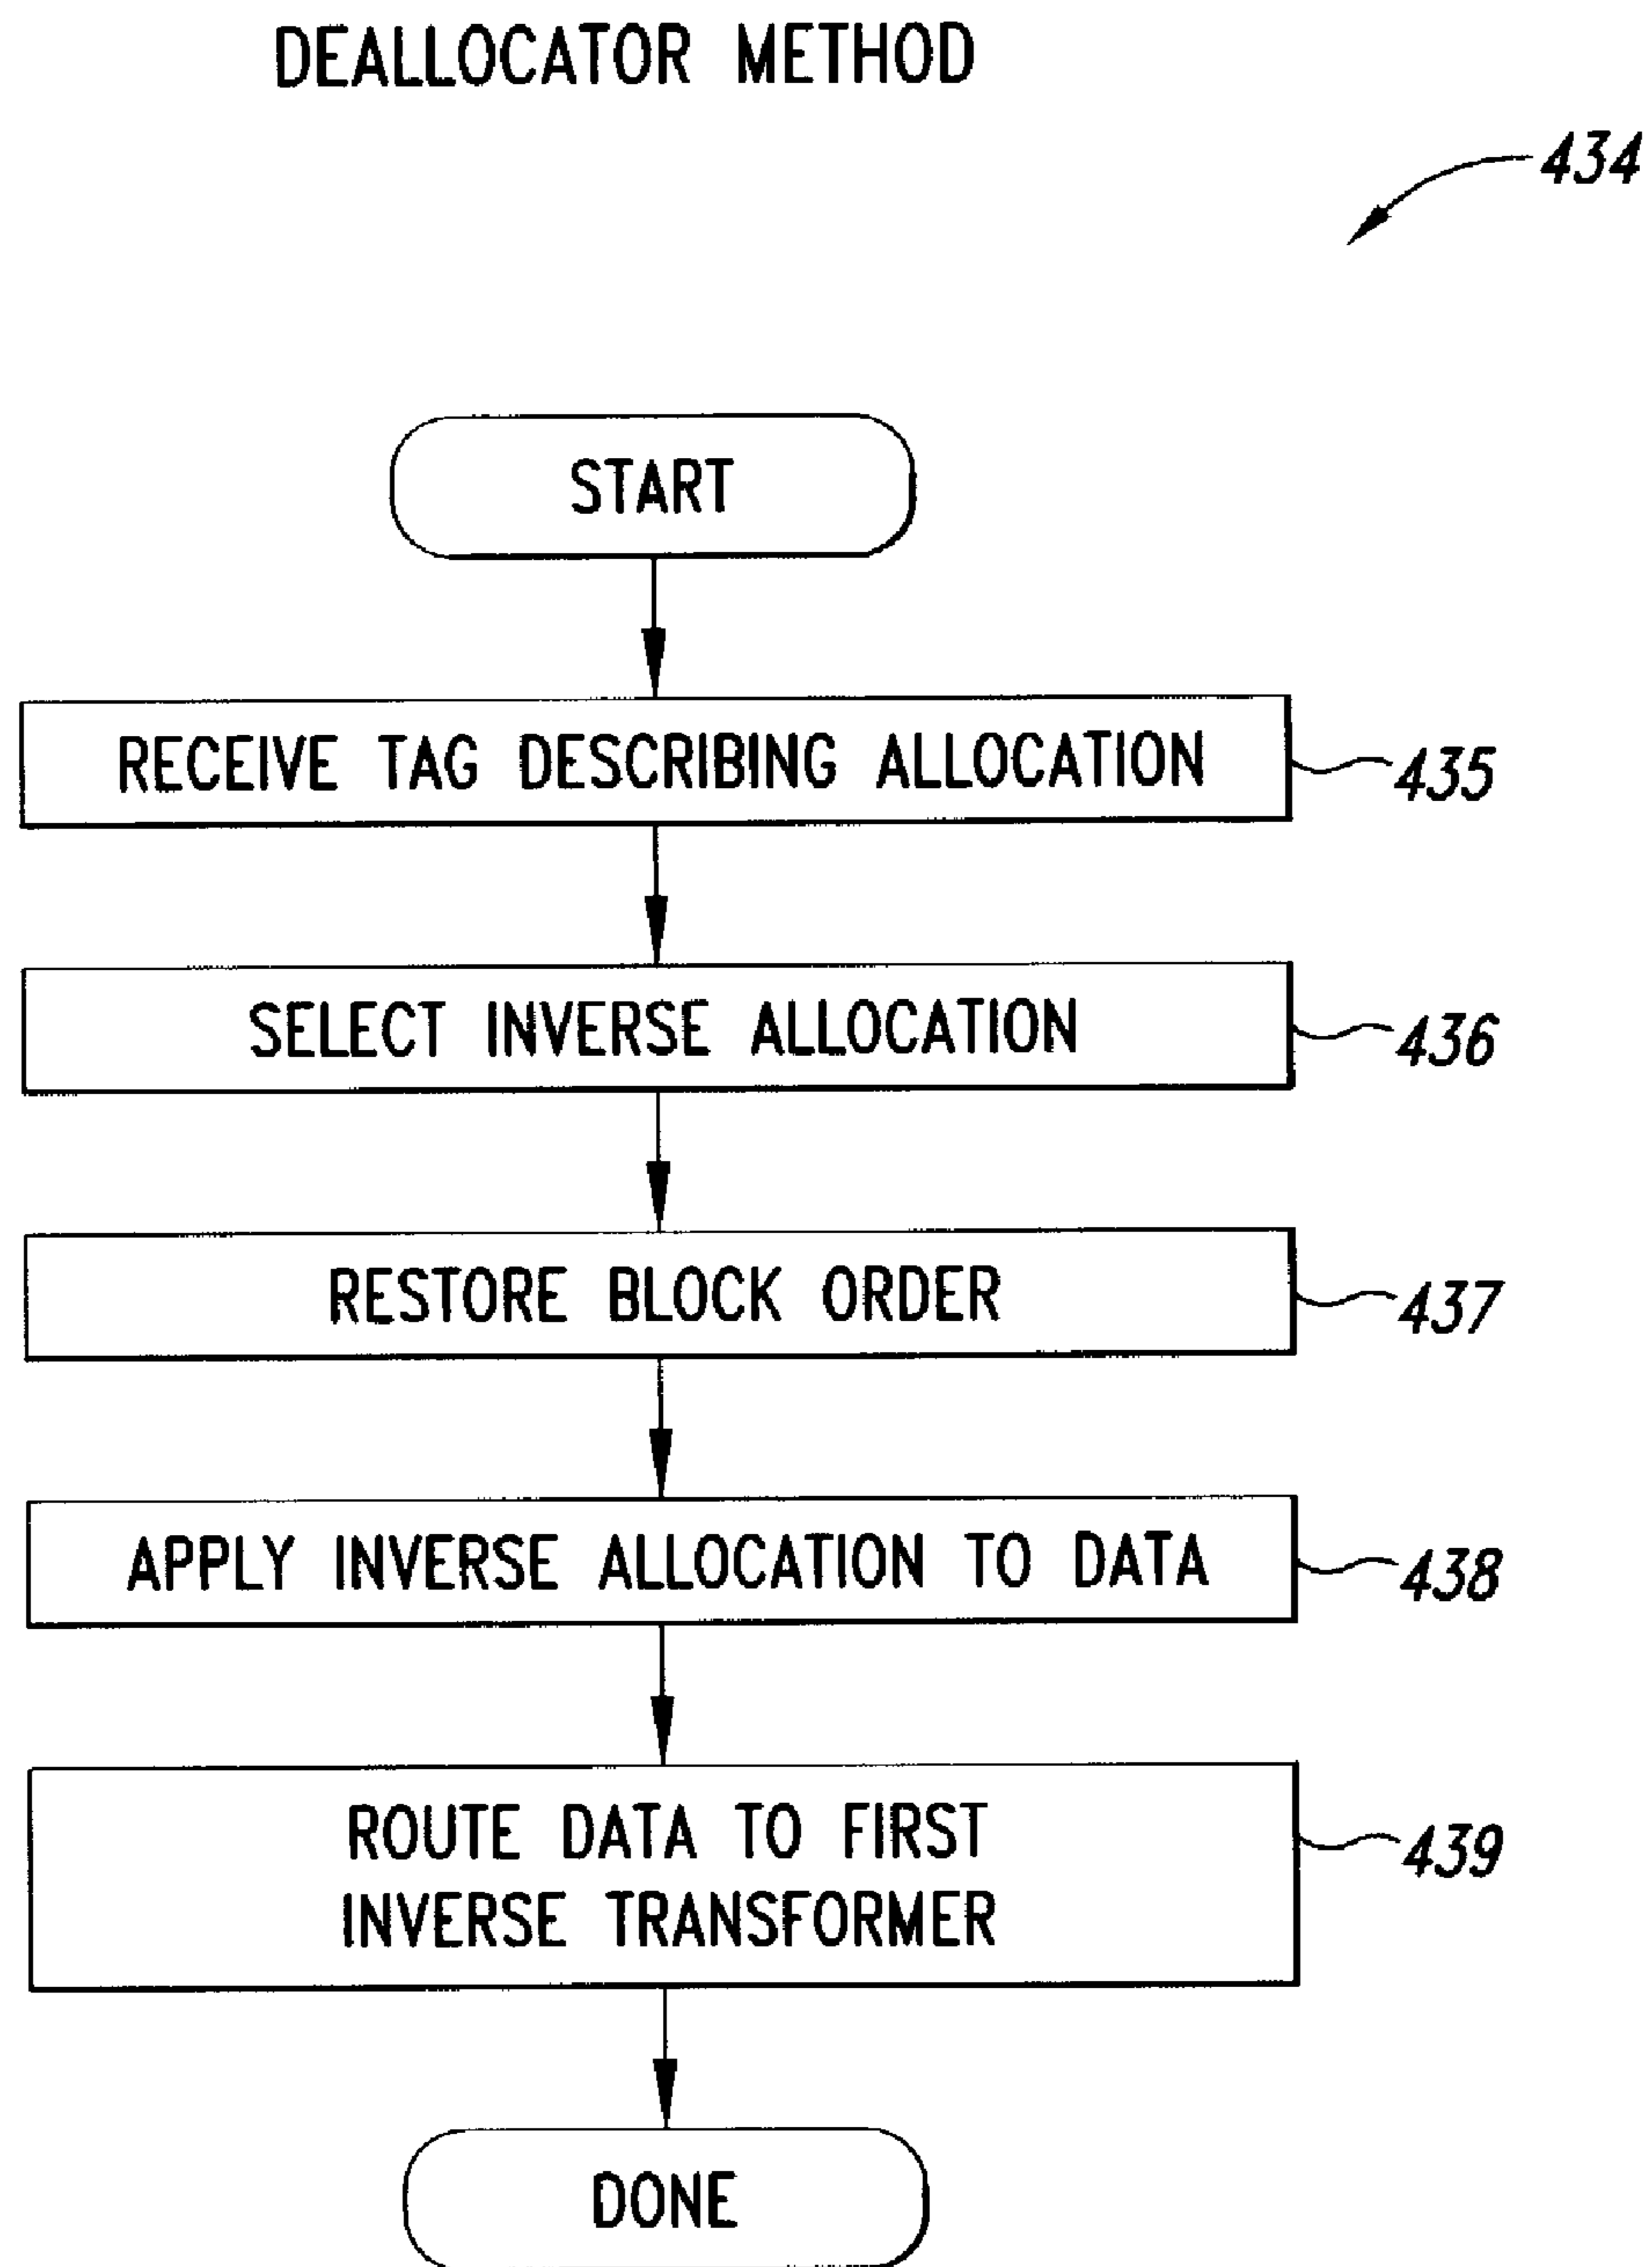 DEALLOCATOR METHOD
434
START
RECEIVE TAG DESCRIBING ALLOCATION
435
SELECT INVERSE ALLOCATION
436
RESTORE BLOCK ORDER
437
APPLY INVERSE ALLOCATION TO DATA
438
ROUTE DATA TO FIRST
INVERSE TRANSFORMER
439
DONE